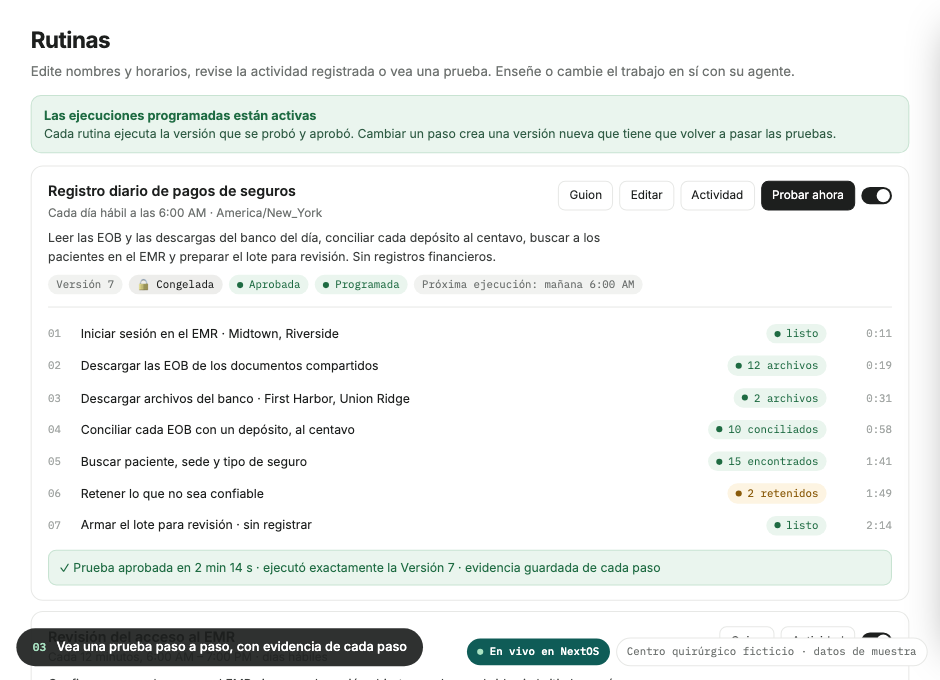 Rutinas
Edite nombres y horarios, revise la actividad registrada o vea una prueba. Enseñe o cambie el trabajo en sí con su agente.
Las ejecuciones programadas están activas
Cada rutina ejecuta la versión que se probó y aprobó. Cambiar un paso crea una versión nueva que tiene que volver a pasar las pruebas.
Registro diario de pagos de seguros
Guion Editar Actividad Probar ahora
Cada día hábil a las 6:00 AM · America/New_York
Leer las EOB y las descargas del banco del día, conciliar cada depósito al centavo, buscar a los
pacientes en el EMR y preparar el lote para revisión. Sin registros financieros.
Versión 7 Congelada Aprobada Programada Próxima ejecución: mañana 6:00 AM
01 Iniciar sesión en el EMR · Midtown, Riverside listo 0:11
02 Descargar las EOB de los documentos compartidos 12 archivos 0:19
03 Descargar archivos del banco · First Harbor, Union Ridge 2 archivos 0:31
04 Conciliar cada EOB con un depósito, al centavo 10 conciliados 0:58
05 Buscar paciente, sede y tipo de seguro 15 encontrados 1:41
06 Retener lo que no sea confiable 2 retenidos 1:49
07 Armar el lote para revisión · sin registrar listo 2:14
✓ Prueba aprobada en 2 min 14 s · ejecutó exactamente la Versión 7 · evidencia guardada de cada paso
Revisión del acceso al EMR
03 Vea una prueba paso a paso, con evidencia de cada paso
En vivo en NextOS
Centro quirúrgico ficticio · datos de muestra